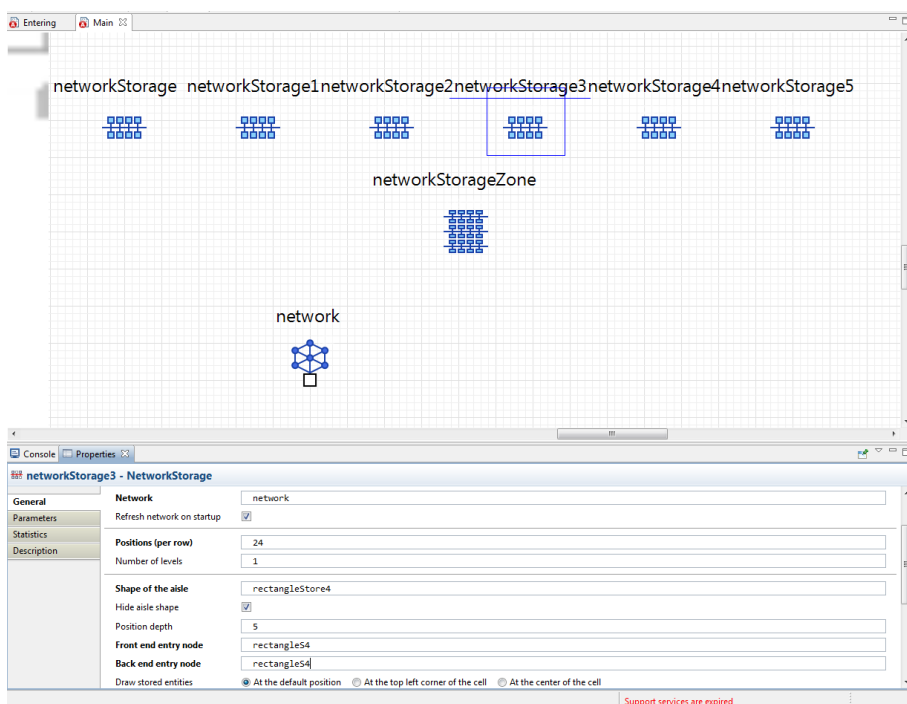 Entering Main
networkStorage networkStorage1 networkStorage2 networkStorage3 networkStorage4 networkStorage5
networkStorageZone
network
Console Properties
networkStorage3 - NetworkStorage
General
Parameters
Statistics
Description
Network network
Refresh network on startup
Positions (per row) 24
Number of levels 1
Shape of the aisle rectangleStore4
Hide aisle shape
Position depth 5
Front end entry node rectangleS4
Back end entry node rectangleS4
Draw stored entities At the default position At the top left corner of the cell At the center of the cell
Support services are expired